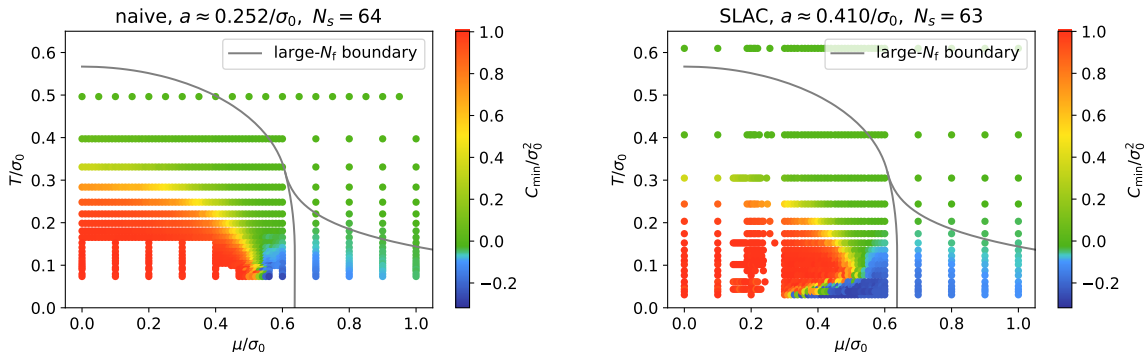 naive, a ≈ 0.252/σ₀, Nₛ = 64
large-N_f boundary
T/σ₀
0.6
0.5
0.4
0.3
0.2
0.1
0.0
0.0 0.2 0.4 0.6 0.8 1.0
μ/σ₀
1.0
0.8
0.6
0.4
0.2
0.0
−0.2
C_min/σ₀²
SLAC, a ≈ 0.410/σ₀, Nₛ = 63
large-N_f boundary
T/σ₀
0.6
0.5
0.4
0.3
0.2
0.1
0.0
0.0 0.2 0.4 0.6 0.8 1.0
μ/σ₀
1.0
0.8
0.6
0.4
0.2
0.0
−0.2
C_min/σ₀²